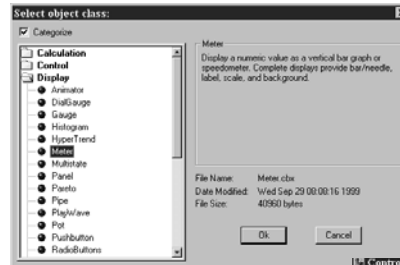 Select object class:
Categorize
Calculation
Control
Display
Animator
DialGauge
Gauge
Histogram
HyperTrend
Meter
Multistate
Panel
Pareto
Pipe
PlayWave
Pot
Pushbutton
RadioButtons
Meter
Display a numeric value as a vertical bar graph or
speedometer. Complete displays provide bar/needle,
label, scale, and background.
File Name: Meter.cbx
Date Modified: Wed Sep 29 08:08:16 1999
File Size: 40960 bytes
Ok
Cancel